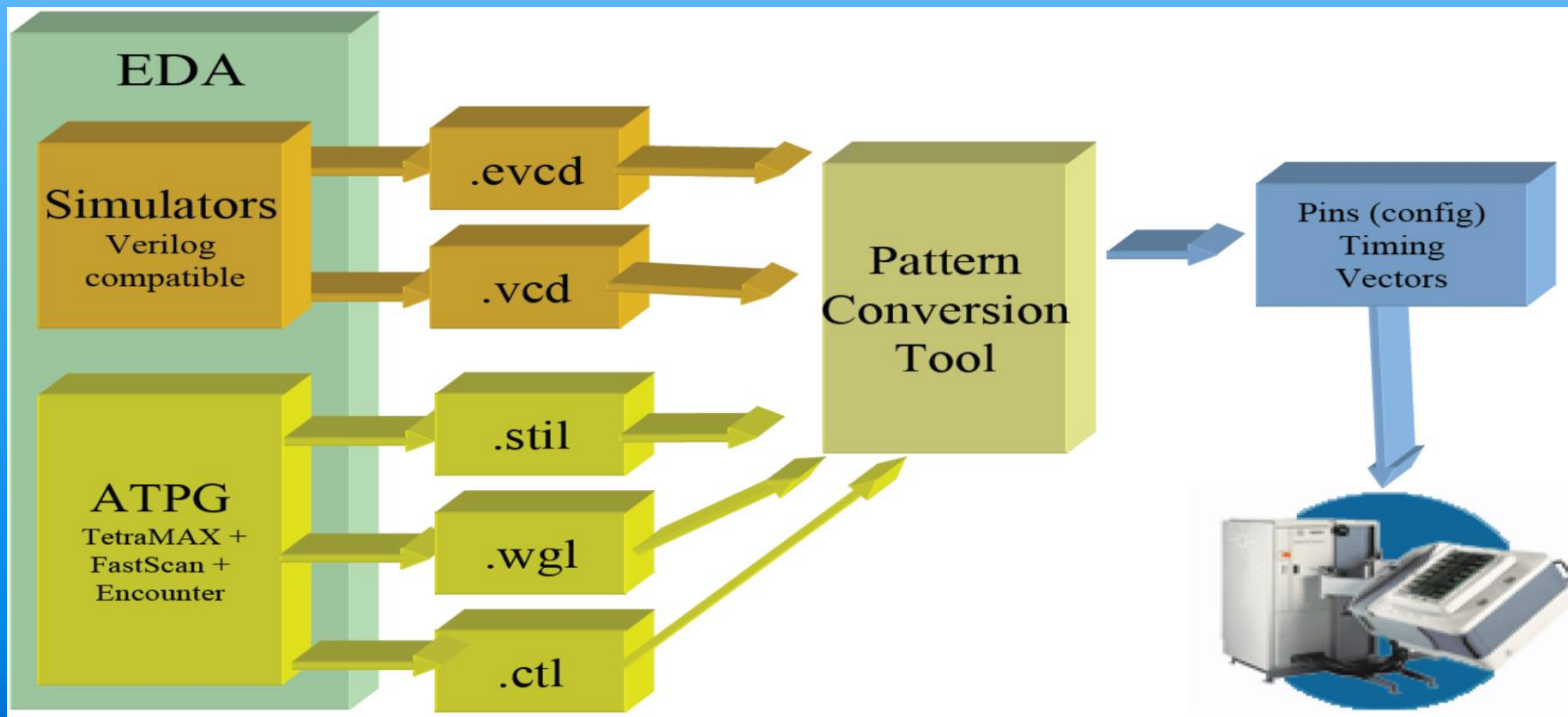 EDA
Simulators
Verilog
compatible
.evcd
.vcd
ATPG
TetraMAX +
FastScan +
Encounter
.stil
.wgl
.ctl
Pattern
Conversion
Tool
Pins (config)
Timing
Vectors